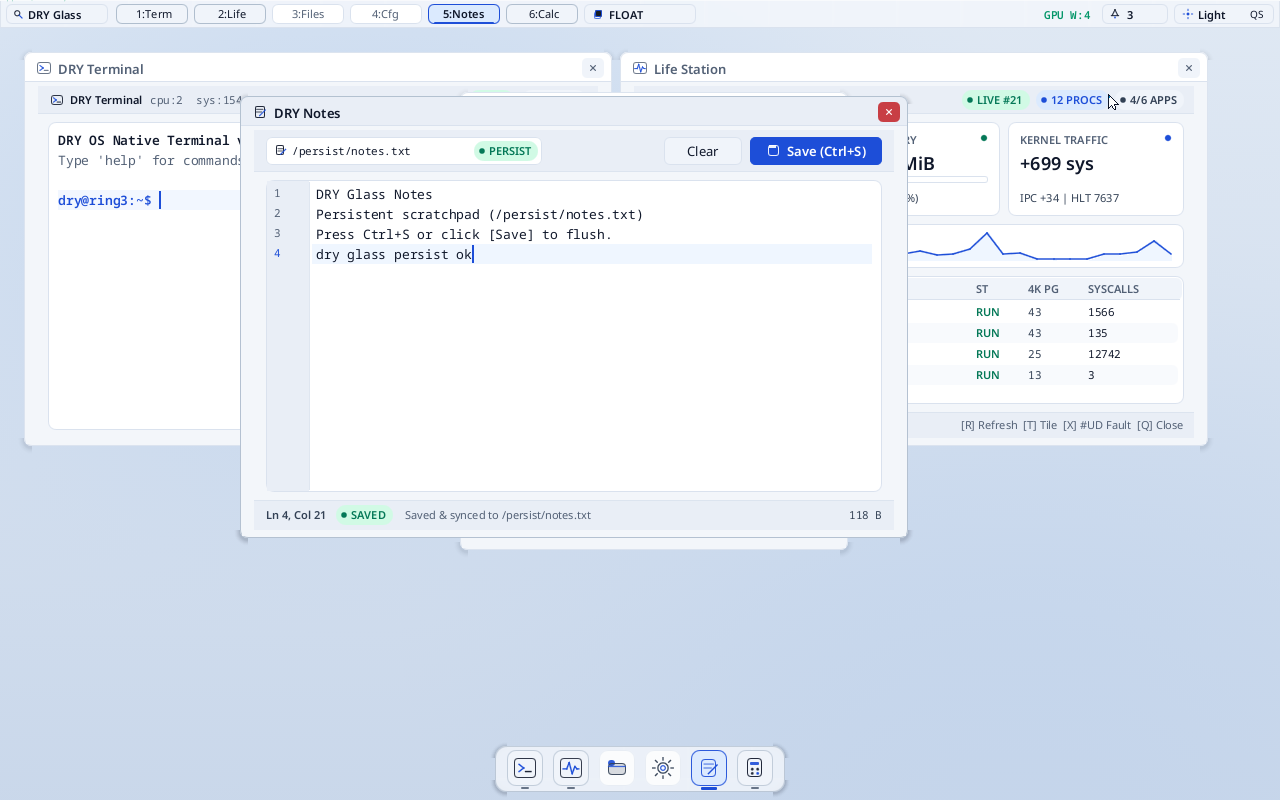 DRY Glass
1:Term
2:Life
3:Files
4:Cfg
5:Notes
6:Calc
FLOAT
GPU W:4
3
Light
QS
DRY Terminal
×
DRY Terminal cpu:2 sys:154
DRY OS Native Terminal
Type 'help' for commands
dry@ring3:~$
Life Station
×
LIVE #21
12 PROCS
4/6 APPS
RY
MiB
%)
KERNEL TRAFFIC
+699 sys
IPC +34 | HLT 7637
ST 4K PG SYSCALLS
RUN 43 1566
RUN 43 135
RUN 25 12742
RUN 13 3
[R] Refresh [T] Tile [X] #UD Fault [Q] Close
DRY Notes
×
/persist/notes.txt
PERSIST
Clear
Save (Ctrl+S)
1 DRY Glass Notes
2 Persistent scratchpad (/persist/notes.txt)
3 Press Ctrl+S or click [Save] to flush.
4 dry glass persist ok
Ln 4, Col 21
SAVED
Saved & synced to /persist/notes.txt
118 B